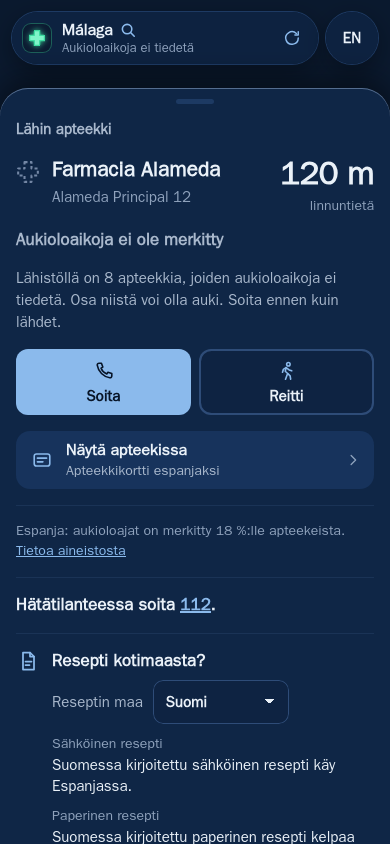 Málaga
Aukioloaikoja ei tiedetä
EN
Lähin apteekki
Farmacia Alameda
120 m
Alameda Principal 12
linnuntietä
Aukioloaikoja ei ole merkitty
Lähistöllä on 8 apteekkia, joiden aukioloaikoja ei
tiedetä. Osa niistä voi olla auki. Soita ennen kuin
lähdet.
Soita
Reitti
Näytä apteekissa
Apteekkikortti espanjaksi
Espanja: aukioloajat on merkitty 18 %:lle apteekeista.
Tietoa aineistosta
Hätätilanteessa soita 112.
Resepti kotimaasta?
Reseptin maa
Suomi
Sähköinen resepti
Suomessa kirjoitettu sähköinen resepti käy
Espanjassa.
Paperinen resepti
Suomessa kirjoitettu paperinen resepti kelpaa